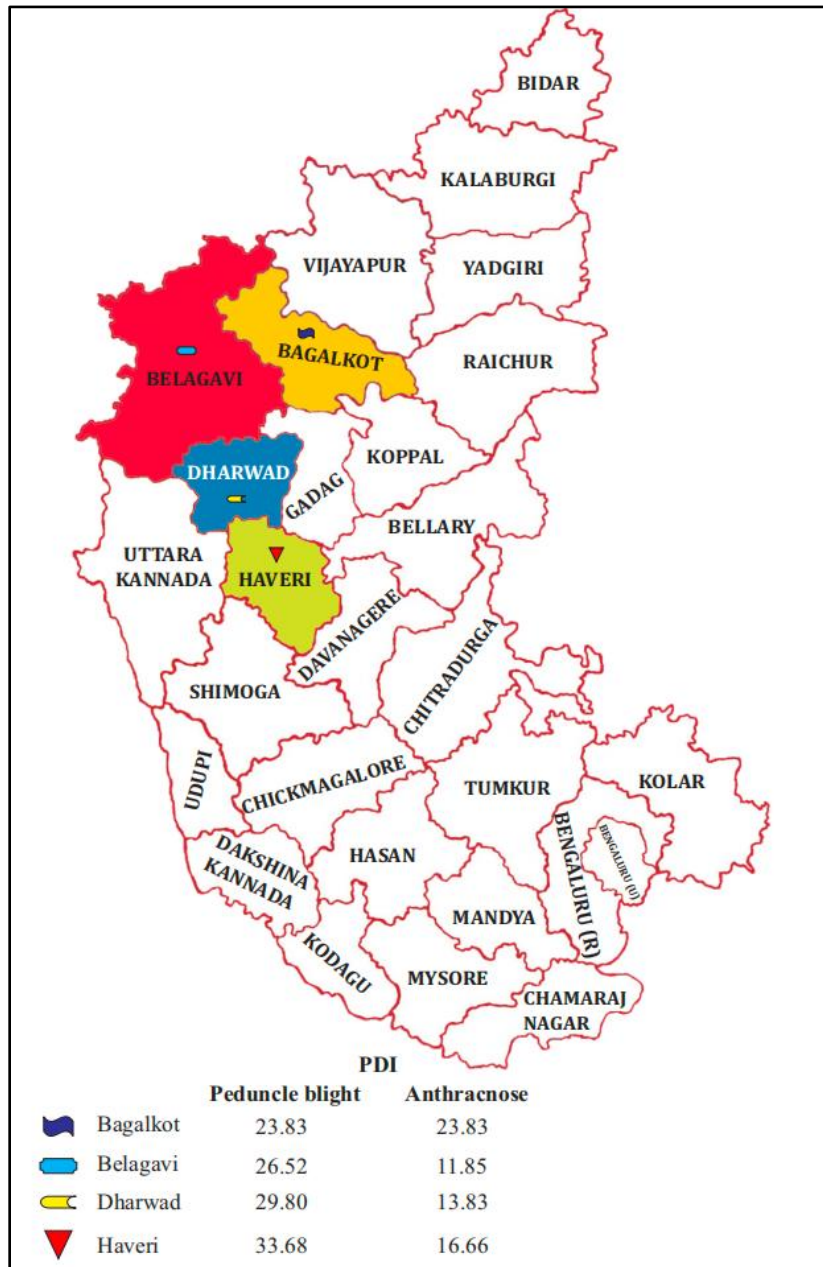 BIDAR
KALABURGI
VIJAYAPUR
YADGIRI
BAGALKOT
RAICHUR
BELAGAVI
KOPPAL
DHARWAD
GADAG
BELLARY
UTTARA
KANNADA
HAVERI
DAVANAGERE
CHITRADURGA
SHIMOGA
UDUPI
CHICKMAGALORE
TUMKUR
KOLAR
BENGALURU (U)
BENGALURU (R)
HASAN
DAKSHINA
KANNADA
MANDYA
KODAGU
MYSORE
CHAMARAJ
NAGAR
PDI
Peduncle blight Anthracnose
Bagalkot 23.83 23.83
Belagavi 26.52 11.85
Dharwad 29.80 13.83
Haveri 33.68 16.66